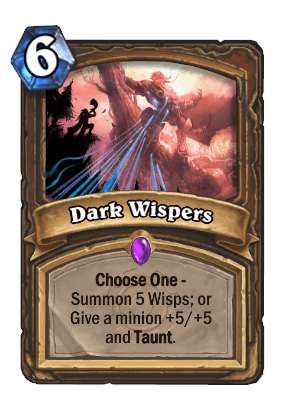 6
Dark Wispers
Choose One -
Summon 5 Wisps; or
Give a minion +5/+5
and Taunt.